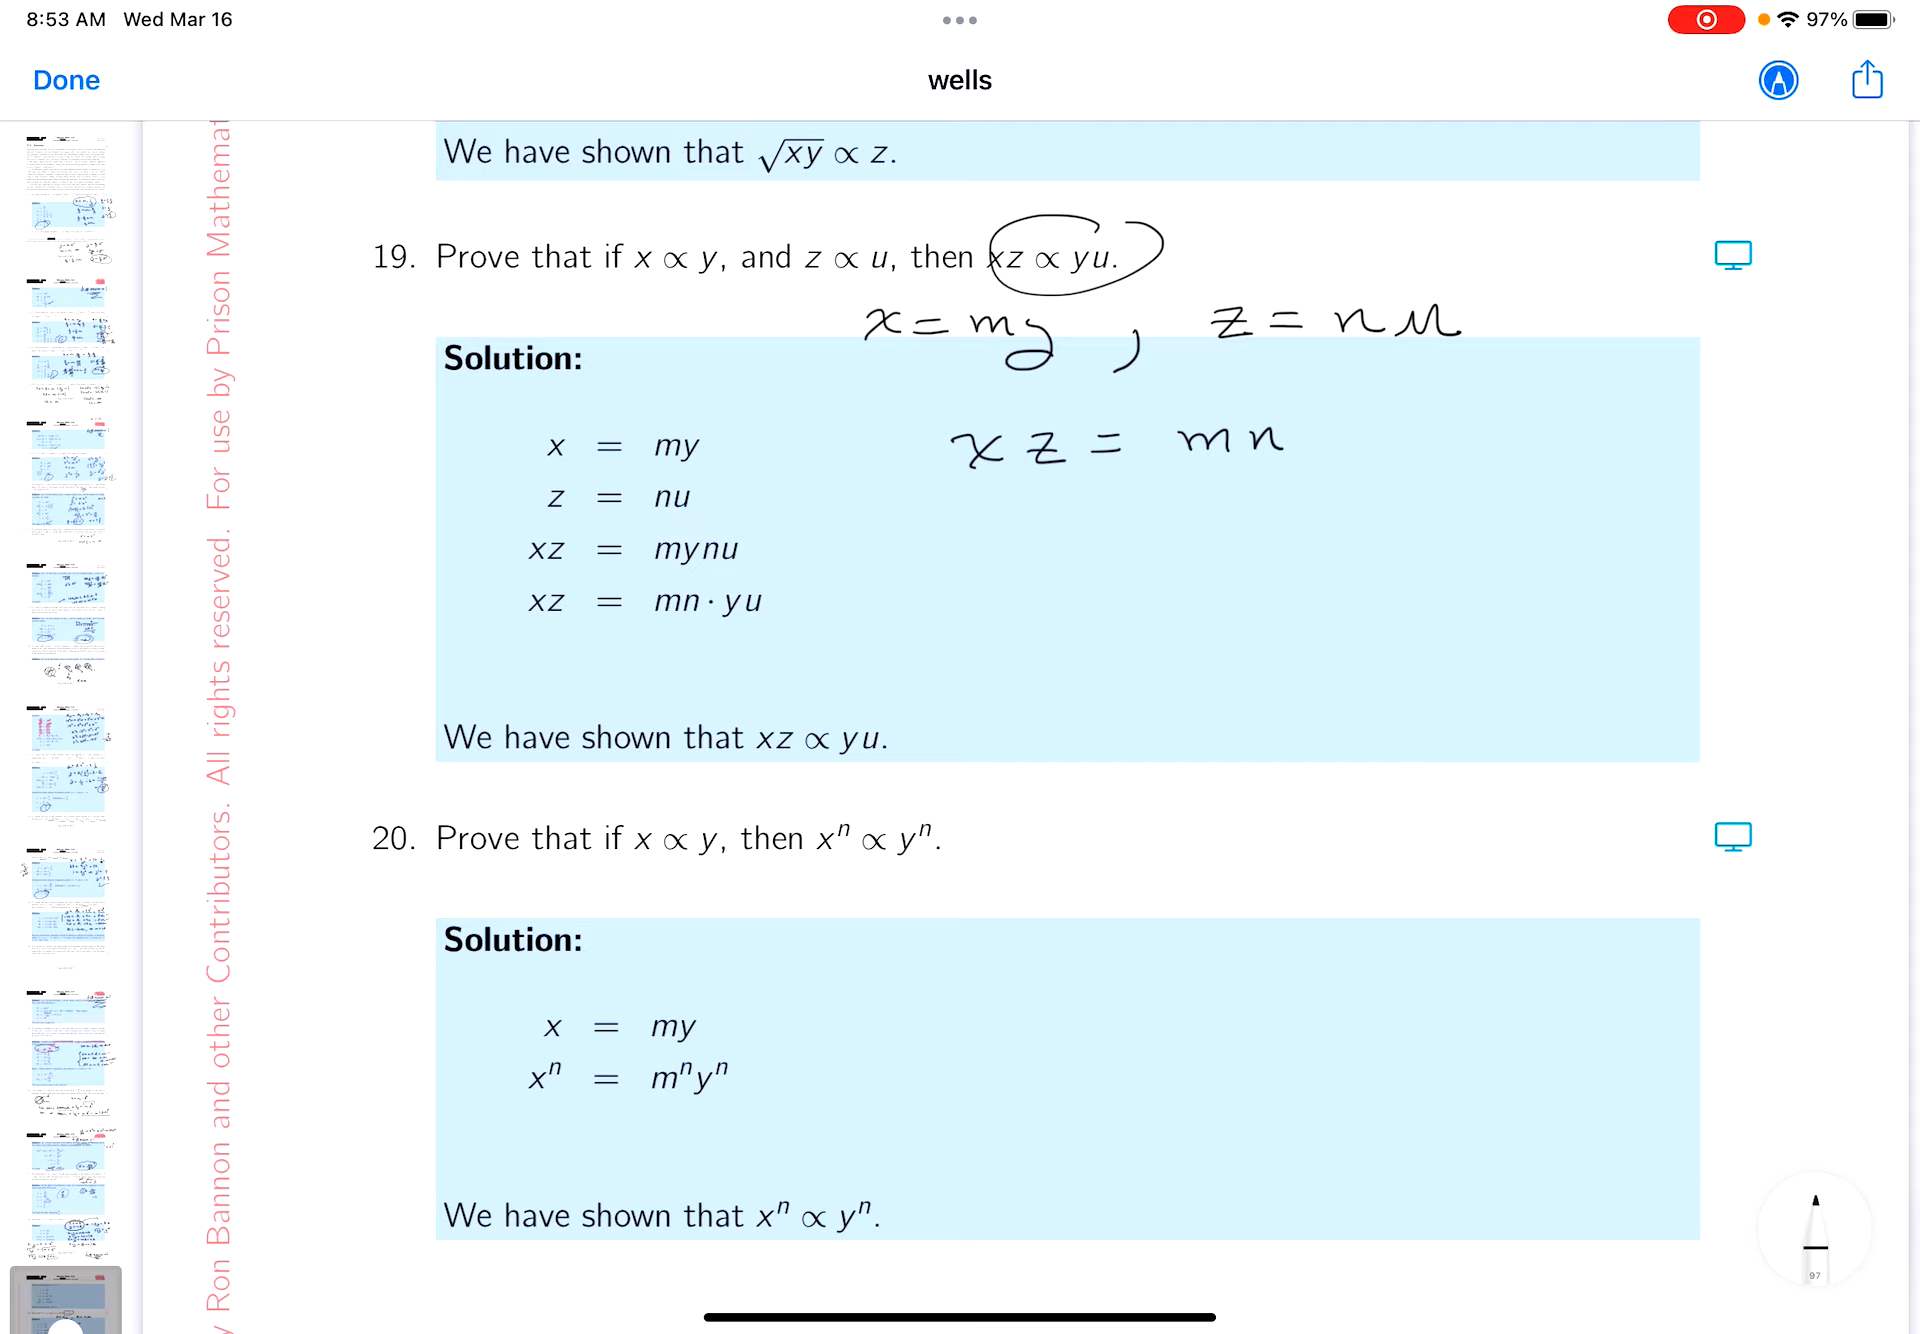 8:53 AM Wed Mar 16
97%
Done
wells
We have shown that √xy ∝ z.
19. Prove that if x ∝ y, and z ∝ u, then xz ∝ yu.
x = my , z = nu
Solution:
x = my
xz = mn
z = nu
xz = mynu
xz = mn · yu
We have shown that xz ∝ yu.
20. Prove that if x ∝ y, then xⁿ ∝ yⁿ.
Solution:
x = my
xⁿ = mⁿyⁿ
We have shown that xⁿ ∝ yⁿ.
Ron Bannon and other Contributors. All rights reserved. For use by Prison Mathemat
97